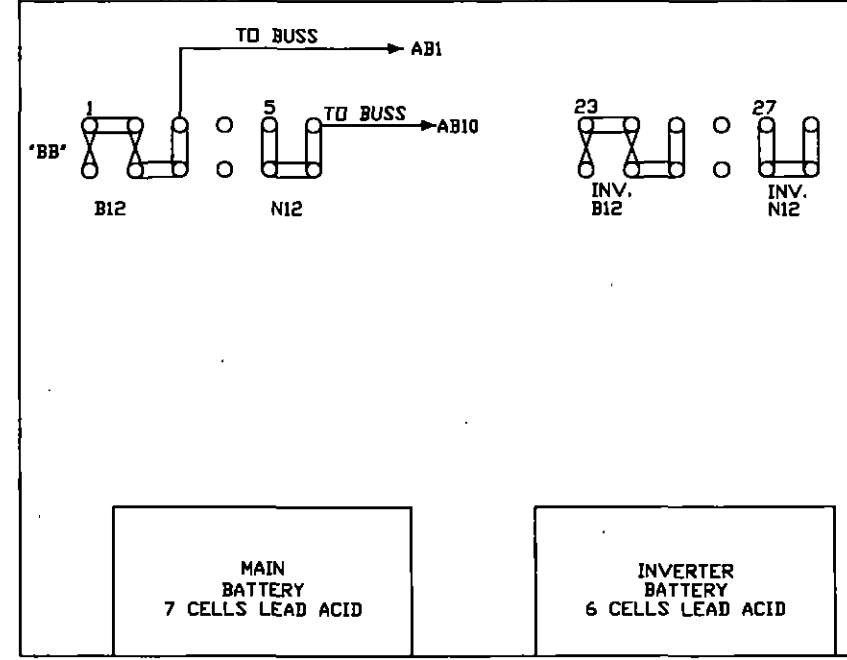 TO BUSS
AB1
1
5
TO BUSS
AB10
23
27
"BB"
B12
N12
INV.
B12
INV.
N12
MAIN
BATTERY
7 CELLS LEAD ACID
INVERTER
BATTERY
6 CELLS LEAD ACID